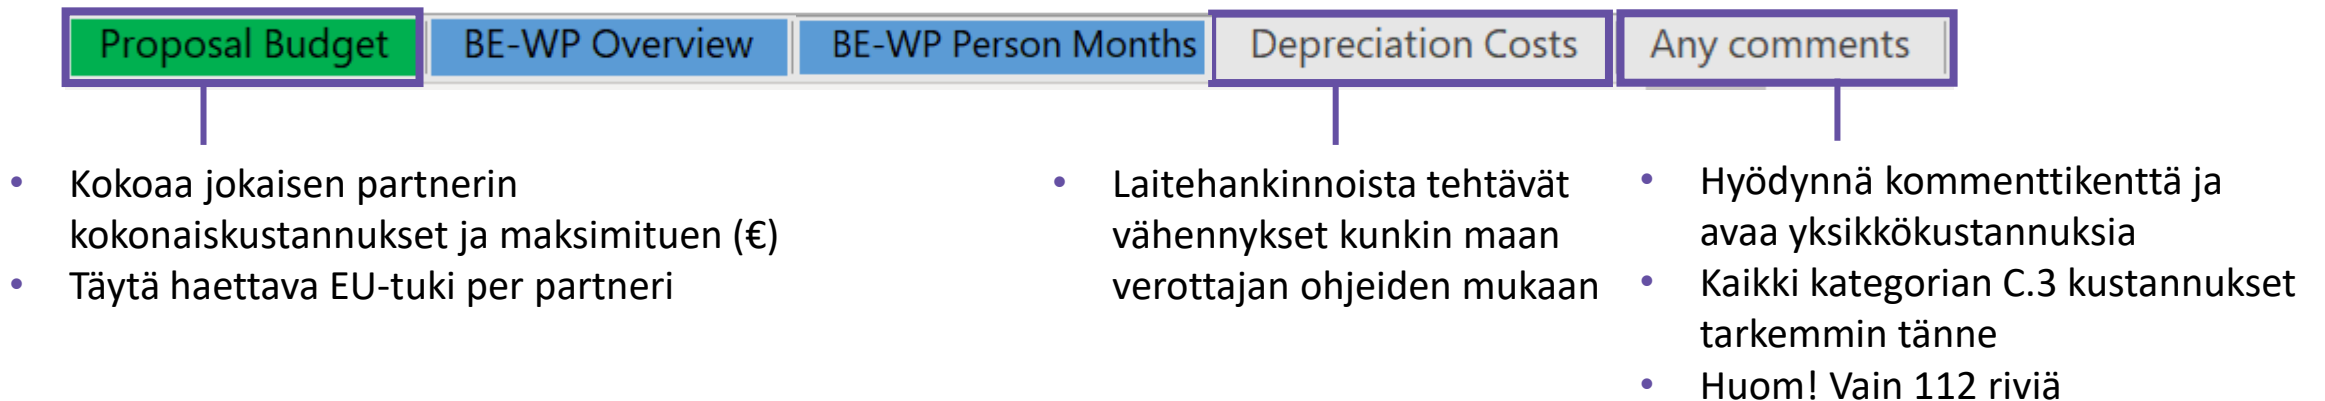 Proposal Budget BE-WP Overview BE-WP Person Months Depreciation Costs Any comments
• Kokoaa jokaisen partnerin
kokonaiskustannukset ja maksimituen (€)
• Täytä haettava EU-tuki per partneri
• Laitehankinnoista tehtävät
vähennykset kunkin maan
verottajan ohjeiden mukaan
• Hyödynnä kommenttikenttä ja
avaa yksikkökustannuksia
• Kaikki kategorian C.3 kustannukset
tarkemmin tänne
• Huom! Vain 112 riviä